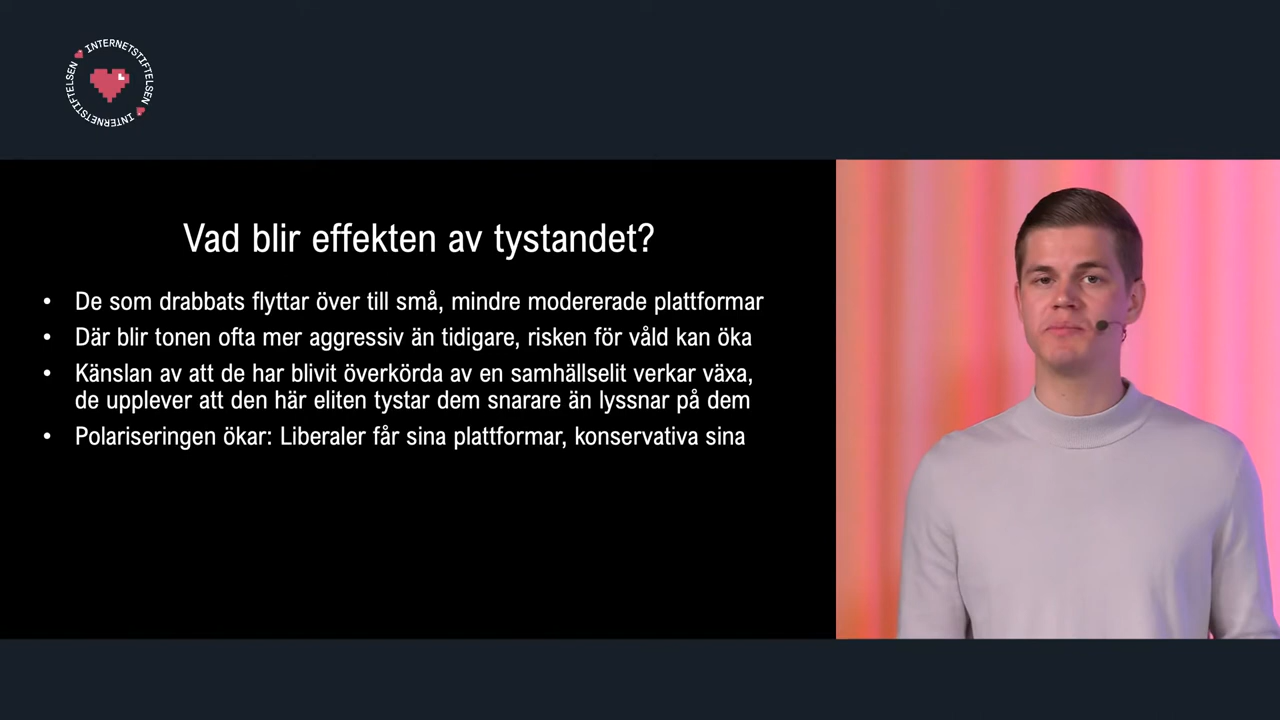 INTERNETSTIFTELSEN
INTERNETSTIFTELSEN
Vad blir effekten av tystandet?
• De som drabbats flyttar över till små, mindre modererade plattformar
• Där blir tonen ofta mer aggressiv än tidigare, risken för våld kan öka
• Känslan av att de har blivit överkörda av en samhällselit verkar växa,
de upplever att den här eliten tystar dem snarare än lyssnar på dem
• Polariseringen ökar: Liberaler får sina plattformar, konservativa sina